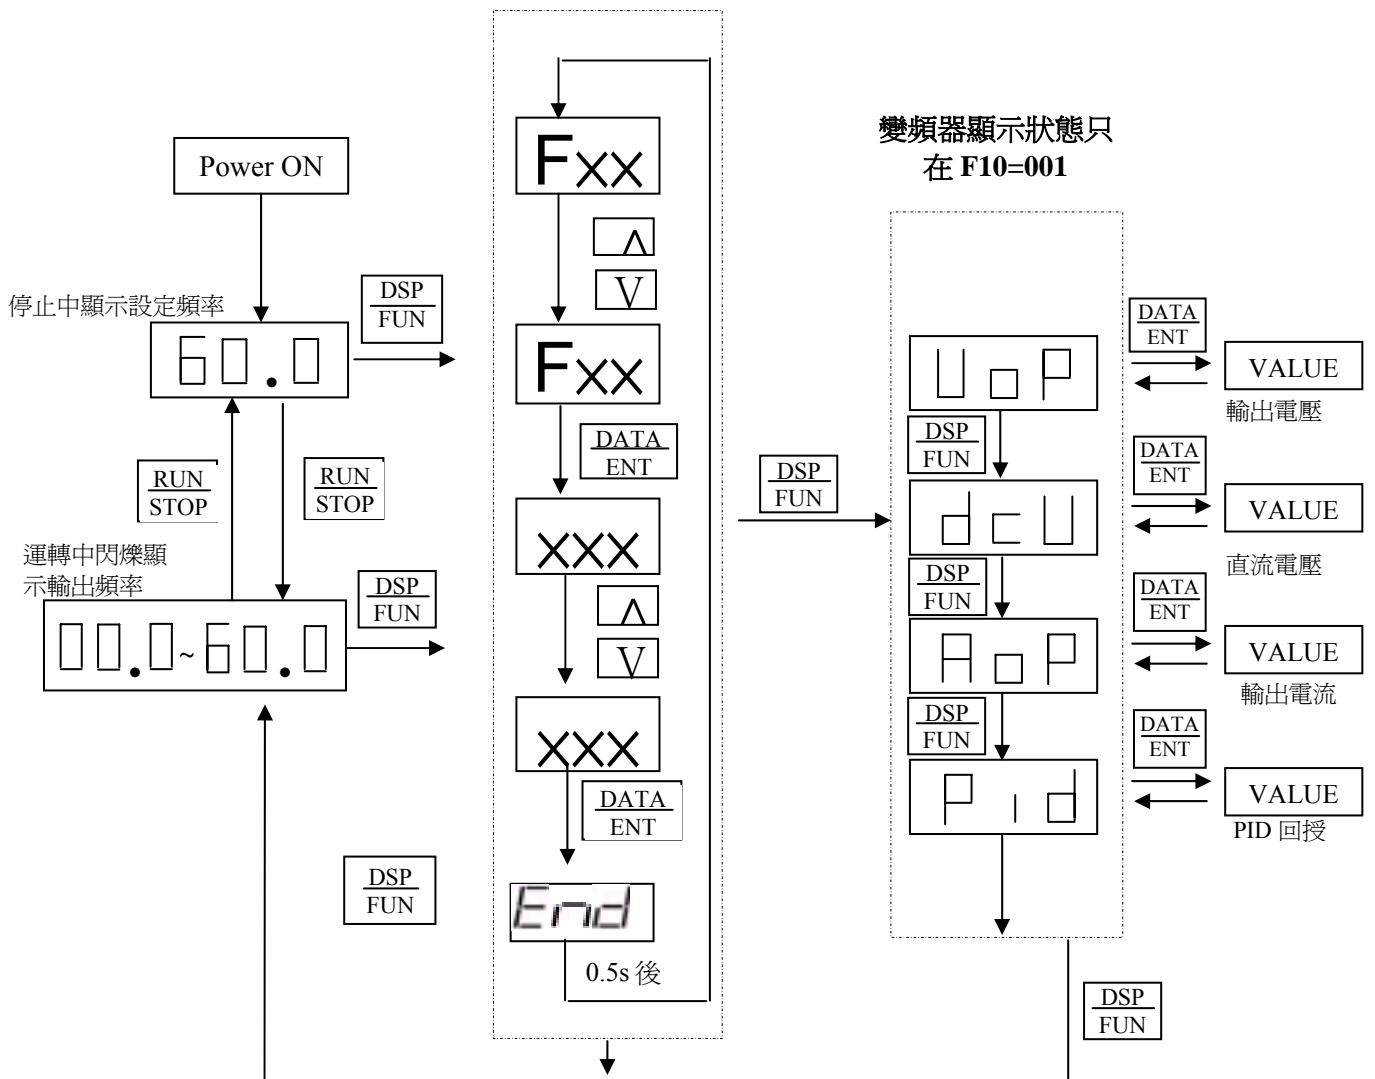 Power ON
停止中顯示設定頻率
60.0
DSP
FUN
RUN
STOP
RUN
STOP
運轉中閃爍顯
示輸出頻率
00.0~60.0
DSP
FUN
DSP
FUN
Fxx
∧
V
Fxx
DATA
ENT
xxx
∧
V
xxx
DATA
ENT
End
0.5s 後
DSP
FUN
變頻器顯示狀態只
在 F10=001
UoP
DATA
ENT
VALUE
輸出電壓
DSP
FUN
dcU
DATA
ENT
VALUE
直流電壓
DSP
FUN
AoP
DATA
ENT
VALUE
輸出電流
DSP
FUN
Pid
DATA
ENT
VALUE
PID 回授
DSP
FUN